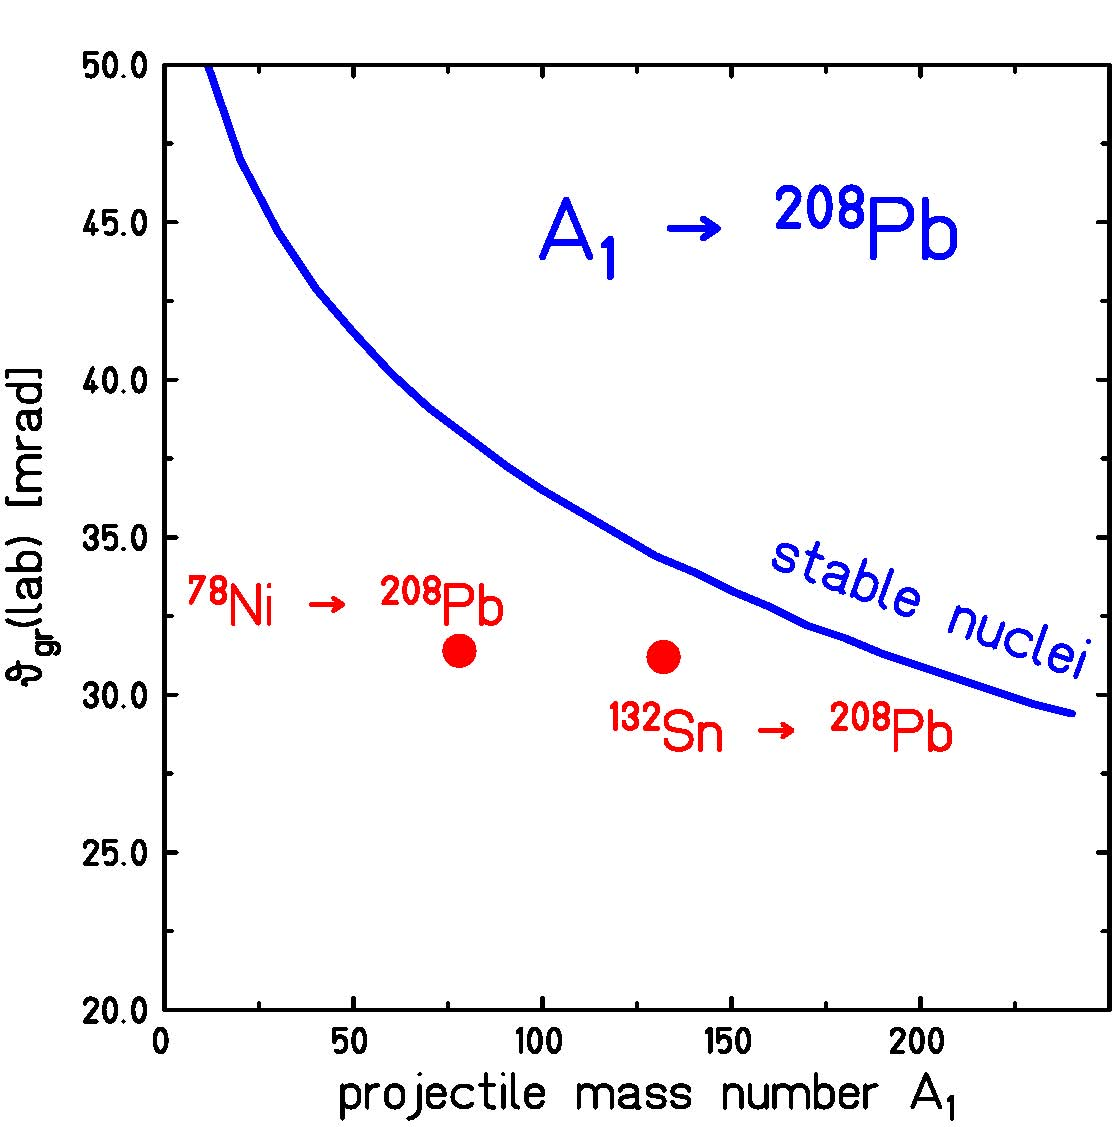 50.0
45.0
40.0
35.0
30.0
25.0
20.0
ϑgr(lab) [mrad]
A₁ → ²⁰⁸Pb
stable nuclei
⁷⁸Ni → ²⁰⁸Pb
¹³²Sn → ²⁰⁸Pb
0 50 100 150 200
projectile mass number A₁